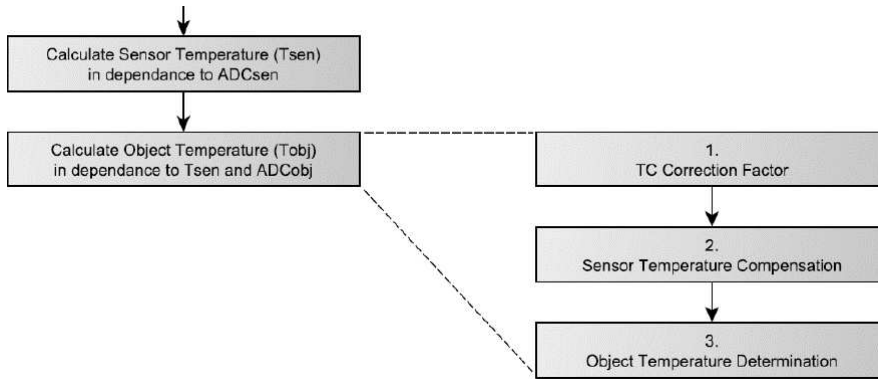 Calculate Sensor Temperature (Tsen)
in dependance to ADCsen
Calculate Object Temperature (Tobj)
in dependance to Tsen and ADCobj
1.
TC Correction Factor
2.
Sensor Temperature Compensation
3.
Object Temperature Determination